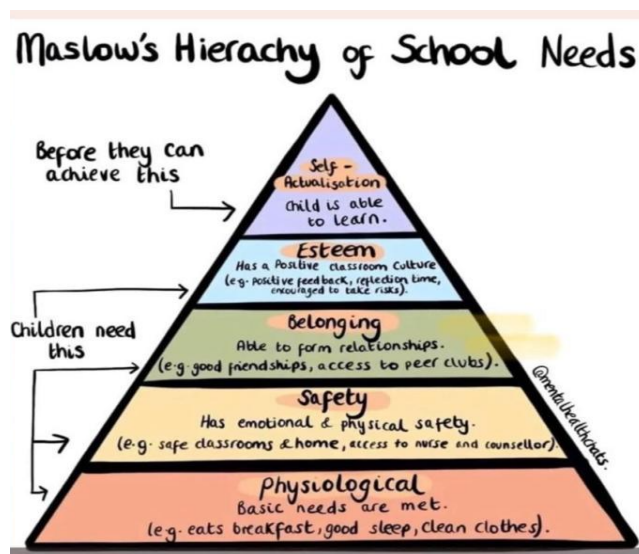 Maslow's Hierachy of School Needs
Before they can
achieve this
Self -
Actualisation
Child is able
to learn.
Esteem
Has a Positive classroom culture
(e.g. positive feedback, reflection time,
encouraged to take risks).
Children need
this
Belonging
Able to form relationships.
(e.g. good friendships, access to peer clubs).
@mentalhealthchats.
Safety
Has emotional & physical safety.
(e.g. safe classrooms & home, access to nurse and counsellor).
Physiological
Basic needs are met.
(e.g. eats breakfast, good sleep, clean clothes).